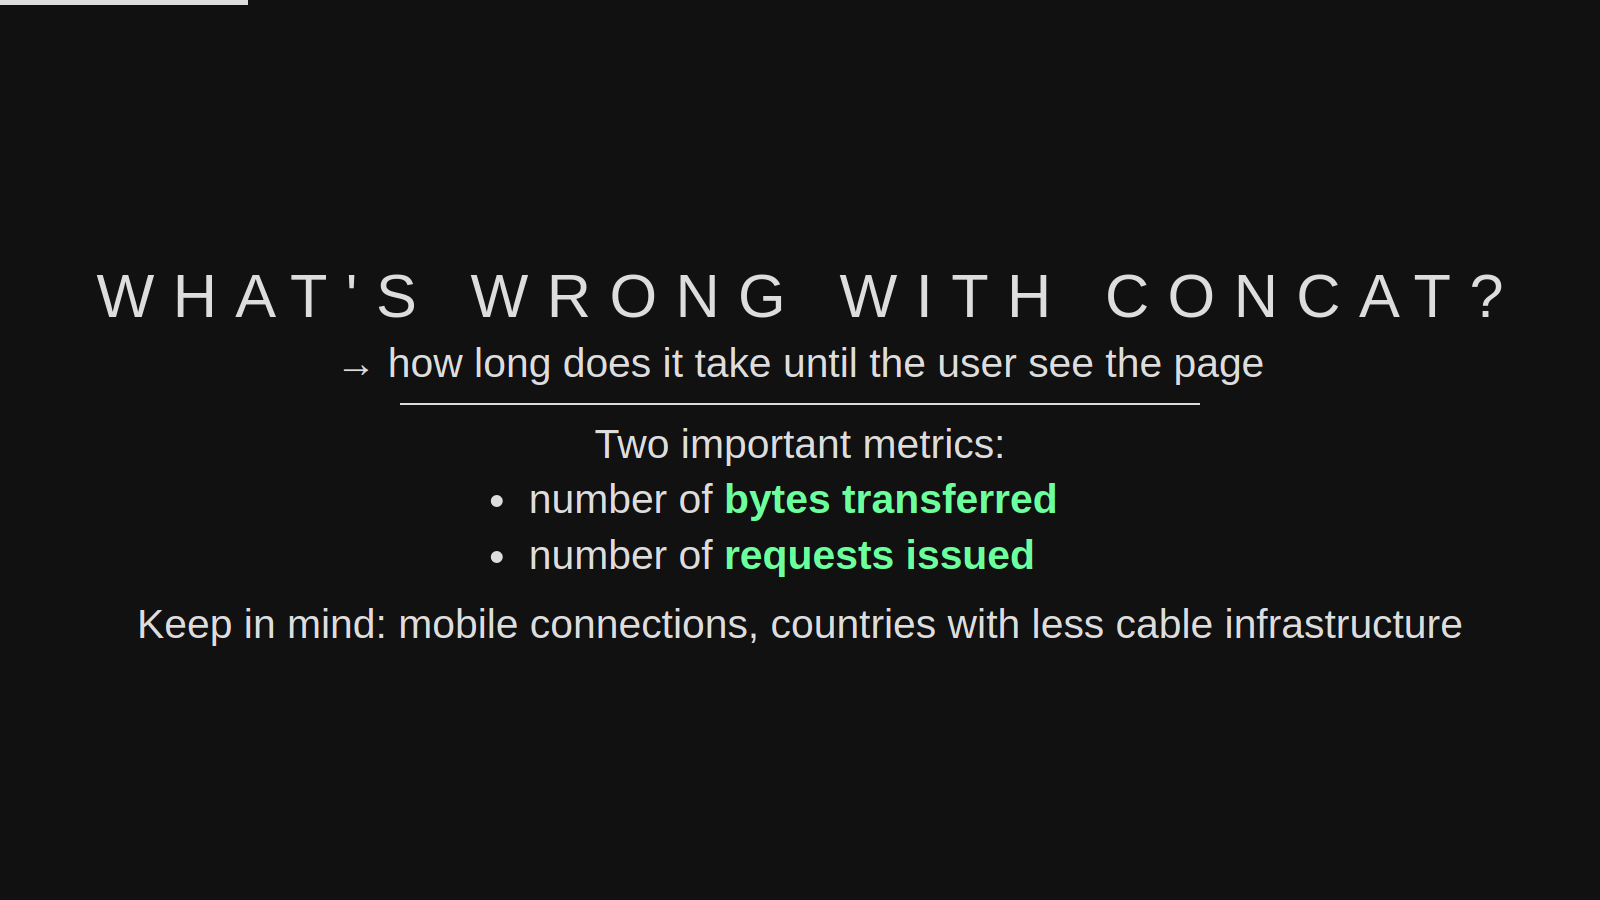 WHAT'S WRONG WITH CONCAT?
→ how long does it take until the user see the page
Two important metrics:
• number of bytes transferred
• number of requests issued
Keep in mind: mobile connections, countries with less cable infrastructure